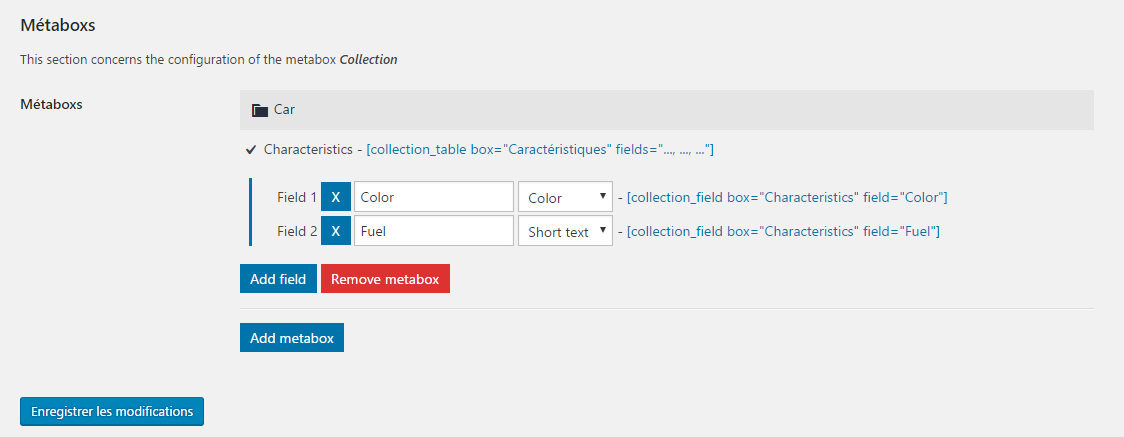 Métaboxs
This section concerns the configuration of the metabox Collection
Métaboxs
Car
Characteristics - [collection_table box="Caractéristiques" fields="..., ..., ..."]
Field 1 X Color Color - [collection_field box="Characteristics" field="Color"]
Field 2 X Fuel Short text - [collection_field box="Characteristics" field="Fuel"]
Add field Remove metabox
Add metabox
Enregistrer les modifications